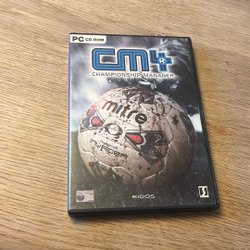 PC CD-ROM
CM4
CHAMPIONSHIP MANAGER
mitre
EIDOS